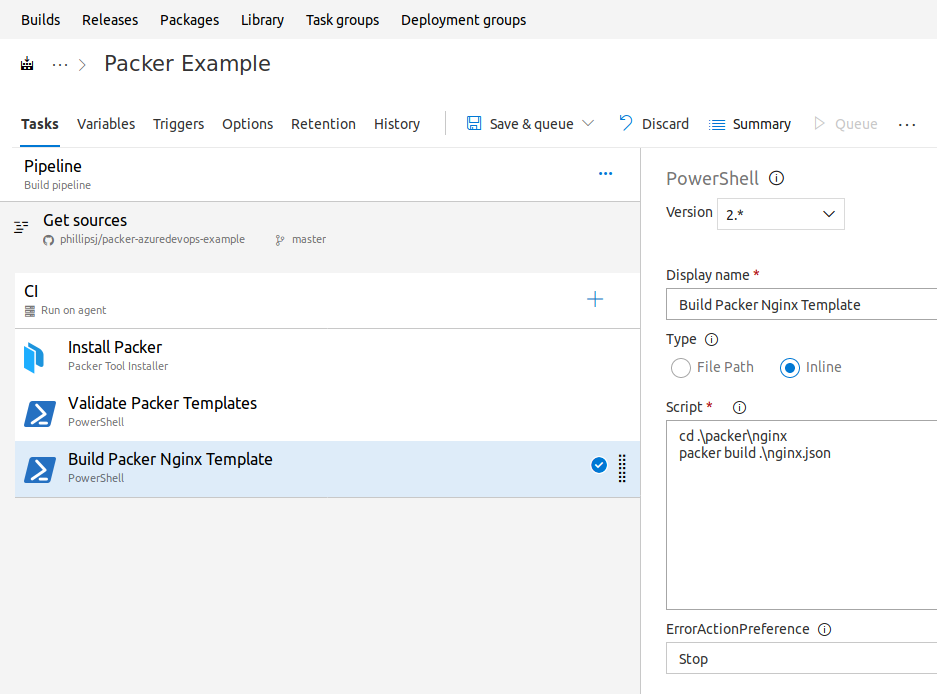 Builds Releases Packages Library Task groups Deployment groups
... > Packer Example
Tasks Variables Triggers Options Retention History Save & queue Discard Summary Queue ...
Pipeline
Build pipeline
Get sources
phillipsj/packer-azuredevops-example master
CI
Run on agent
Install Packer
Packer Tool Installer
Validate Packer Templates
PowerShell
Build Packer Nginx Template
PowerShell
PowerShell
Version 2.*
Display name *
Build Packer Nginx Template
Type
File Path Inline
Script *
cd .\packer\nginx
packer build .\nginx.json
ErrorActionPreference
Stop